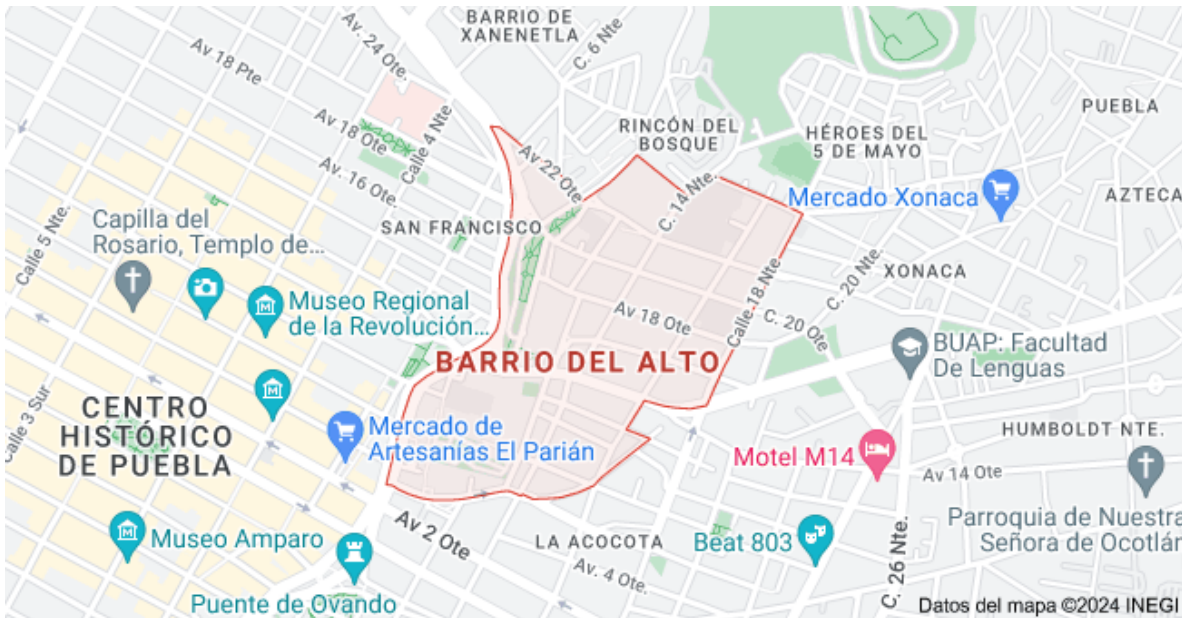 BARRIO DE
XANENETLA
Av. 24 Ote.
C. 6 Nte
Av 18 Pte
Calle 4 Nte
PUEBLA
RINCÓN DEL
BOSQUE
HÉROES DEL
5 DE MAYO
Av 18 Ote
Av 22 Ote
Av. 16 Ote.
C. 14 Nte.
Mercado Xonaca
AZTECA
Calle 5 Nte.
Capilla del
Rosario, Templo de...
SAN FRANCISCO
XONACA
C. 20 Nte.
Calle 18 Nte
Museo Regional
de la Revolución...
Av 18 Ote
C. 20 Ote
BUAP: Facultad
De Lenguas
BARRIO DEL ALTO
Calle 3 Sur
CENTRO
HISTÓRICO
DE PUEBLA
Mercado de
Artesanías El Parián
HUMBOLDT NTE.
Motel M14
Av 14 Ote
Av 2 Ote
Museo Amparo
LA ACOCOTA
Beat 803
Parroquia de Nuestra
Señora de Ocotlán
Av. 4 Ote.
C. 26 Nte.
Puente de Ovando
Datos del mapa ©2024 INEGI